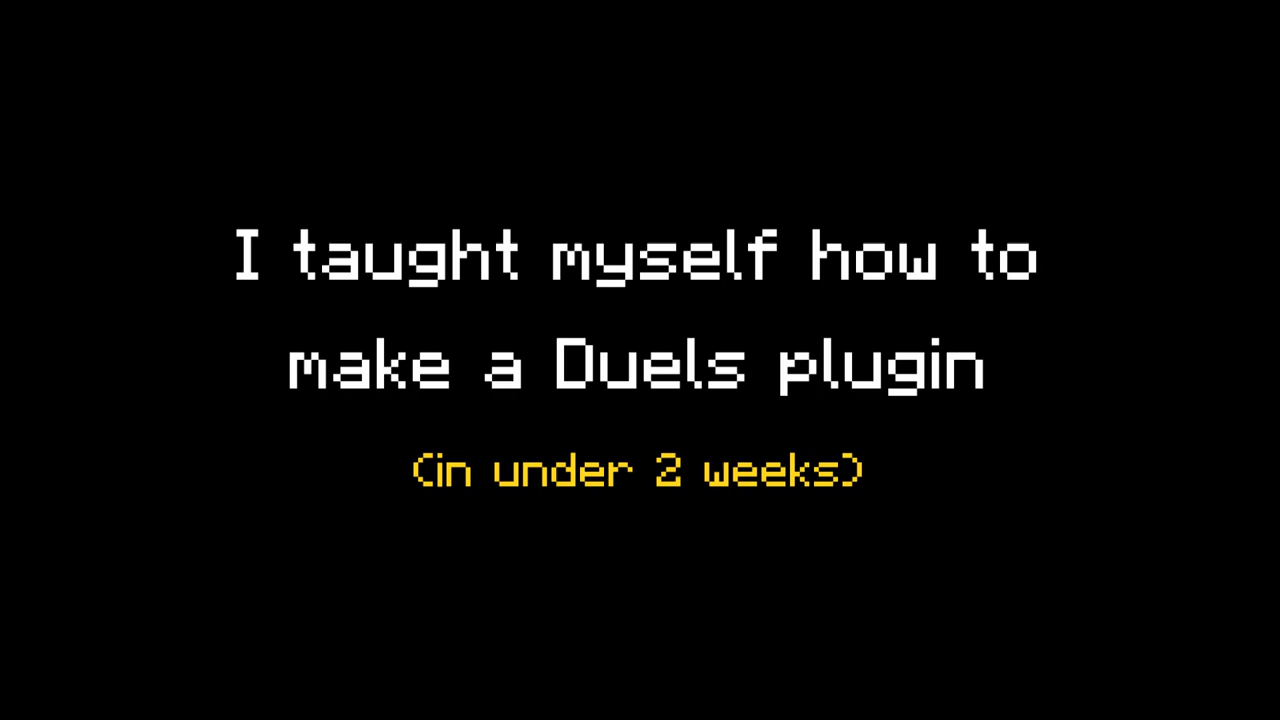 I taught myself how to
make a Duels plugin
(in under 2 weeks)